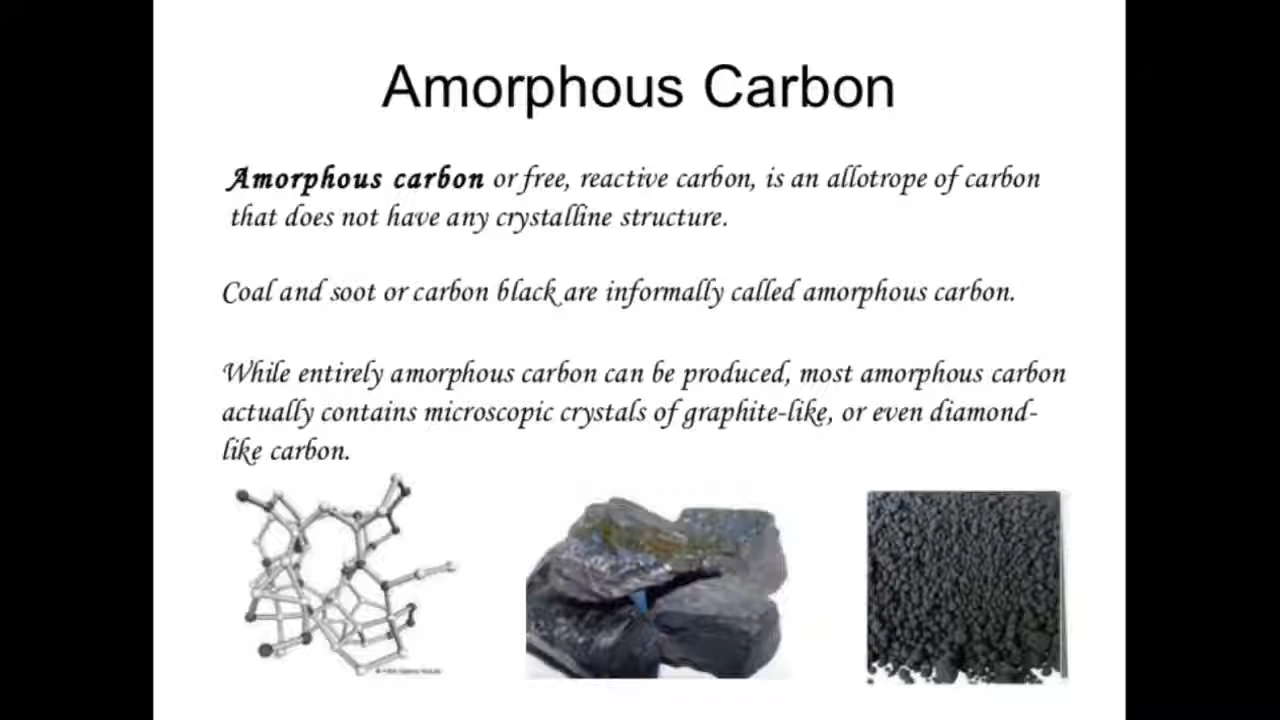 Amorphous Carbon
Amorphous carbon or free, reactive carbon, is an allotrope of carbon
that does not have any crystalline structure.
Coal and soot or carbon black are informally called amorphous carbon.
While entirely amorphous carbon can be produced, most amorphous carbon
actually contains microscopic crystals of graphite-like, or even diamond-
like carbon.